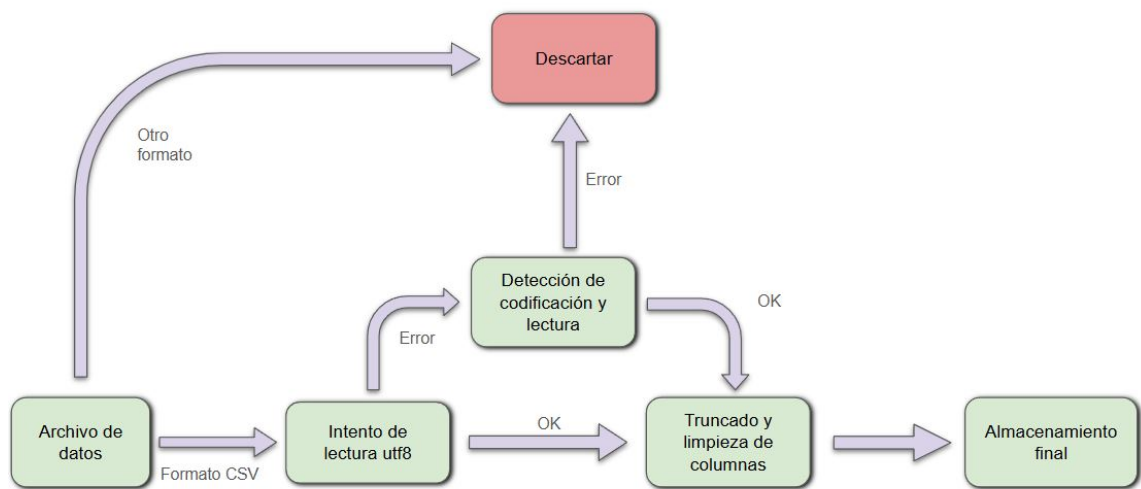 Descartar
Otro
formato
Error
Detección de
codificación y
lectura
OK
Error
Archivo de
datos
Formato CSV
Intento de
lectura utf8
OK
Truncado y
limpieza de
columnas
Almacenamiento
final